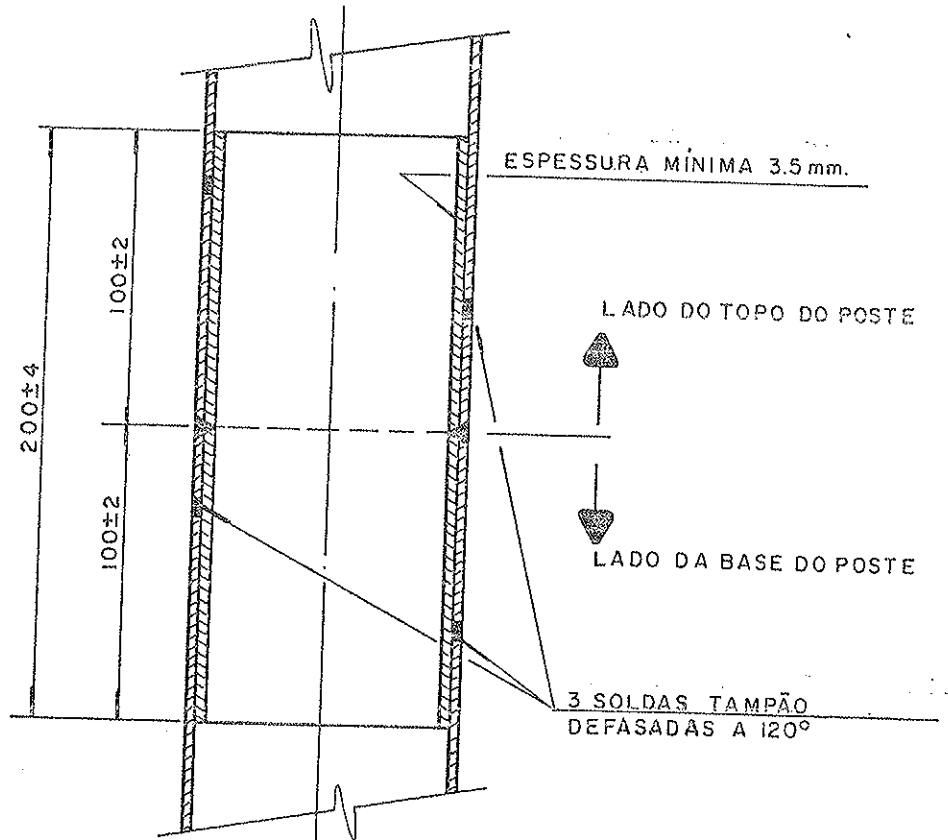 ESPESSURA MÍNIMA 3.5 mm.
100±2
200±4
LADO DO TOPO DO POSTE
100±2
LADO DA BASE DO POSTE
3 SOLDAS TAMPÃO
DEFASADAS A 120º